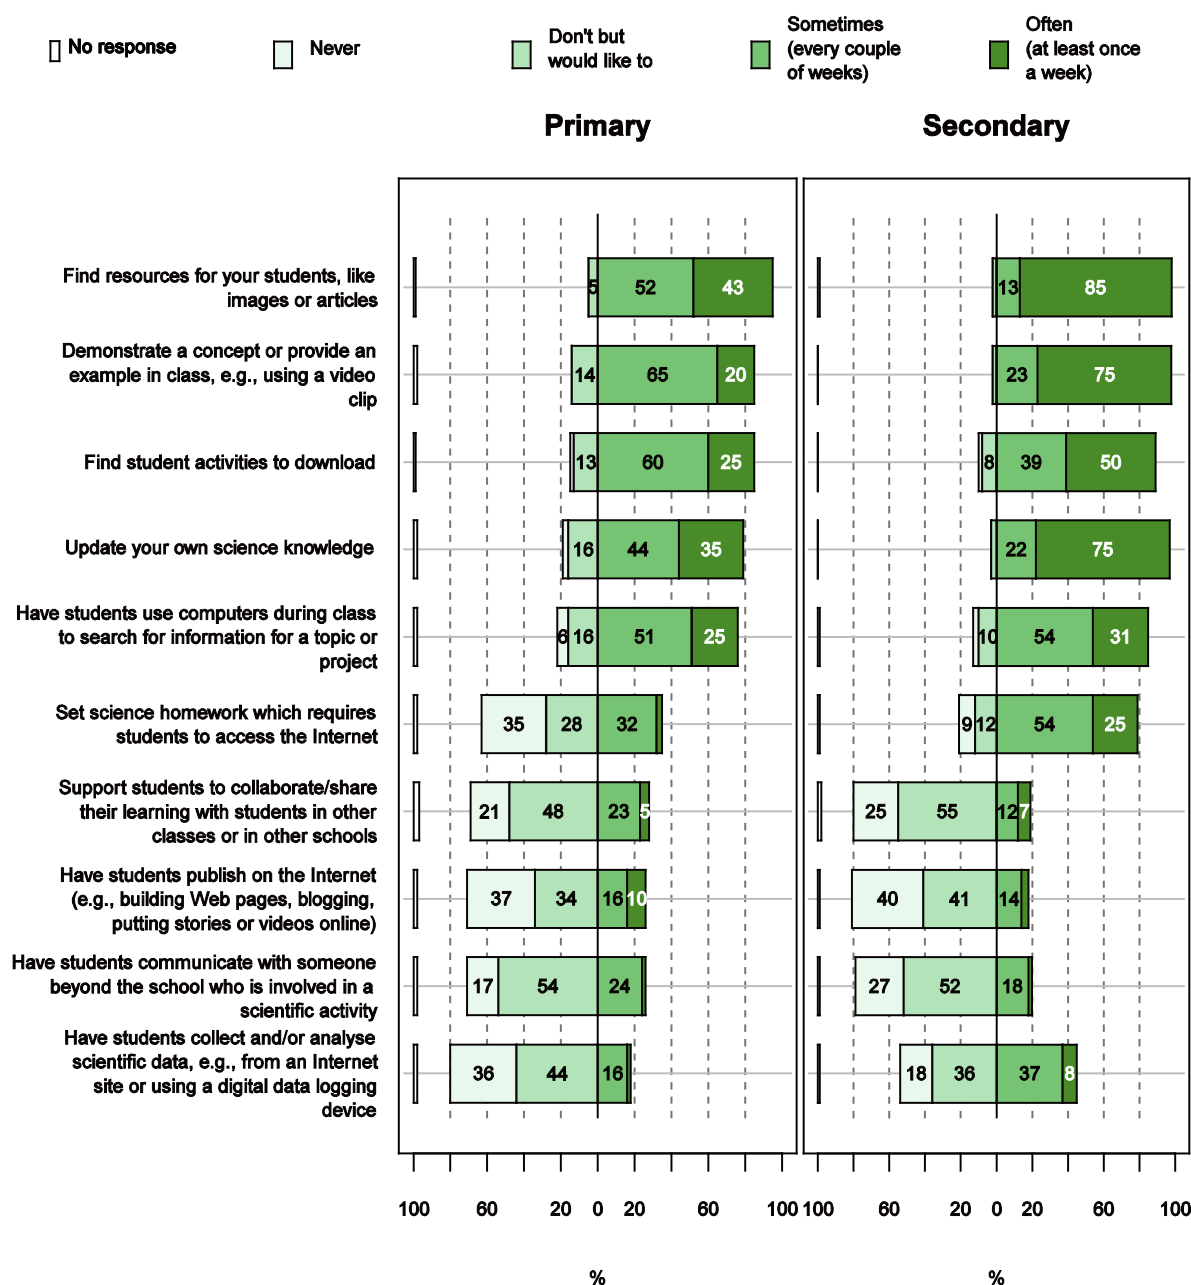 No response
Never
Don't but
would like to
Sometimes
(every couple
of weeks)
Often
(at least once
a week)
Primary
Secondary
Find resources for your students, like
images or articles
5 52 43
13 85
Demonstrate a concept or provide an
example in class, e.g., using a video
clip
14 65 20
23 75
Find student activities to download
13 60 25
8 39 50
Update your own science knowledge
16 44 35
22 75
Have students use computers during class
to search for information for a topic or
project
6 16 51 25
10 54 31
Set science homework which requires
students to access the Internet
35 28 32
9 12 54 25
Support students to collaborate/share
their learning with students in other
classes or in other schools
21 48 23 5
25 55 12 7
Have students publish on the Internet
(e.g., building Web pages, blogging,
putting stories or videos online)
37 34 16 10
40 41 14
Have students communicate with someone
beyond the school who is involved in a
scientific activity
17 54 24
27 52 18
Have students collect and/or analyse
scientific data, e.g., from an Internet
site or using a digital data logging
device
36 44 16
18 36 37 8
100 60 20 0 20 60 100
100 60 20 0 20 60 100
%
%